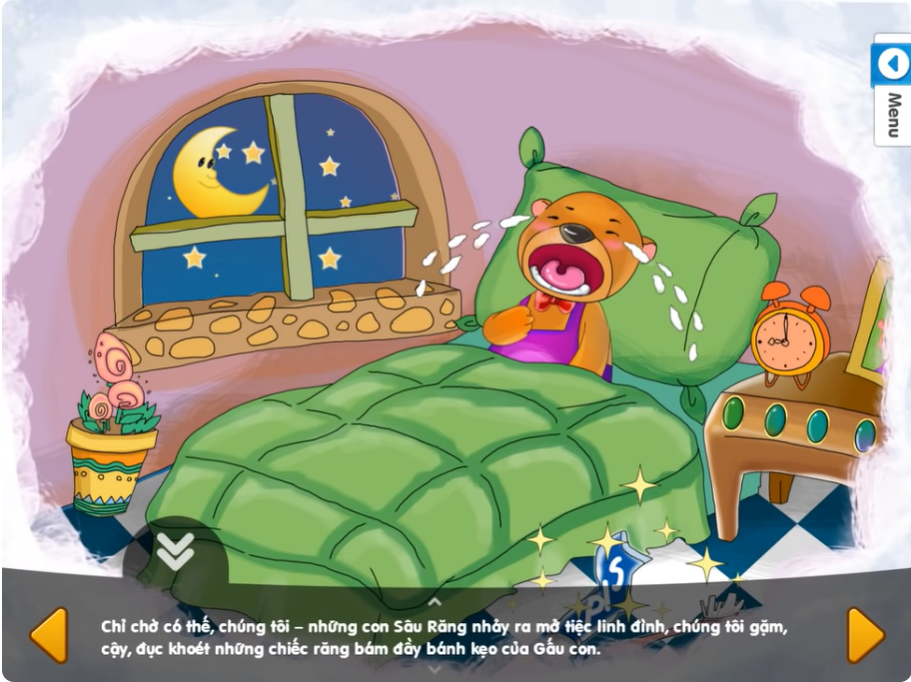 Menu
Chỉ chờ có thế, chúng tôi – những con Sâu Răng nhảy ra mở tiệc linh đình, chúng tôi gặm,
cậy, đục khoét những chiếc răng bám đầy bánh kẹo của Gấu con.